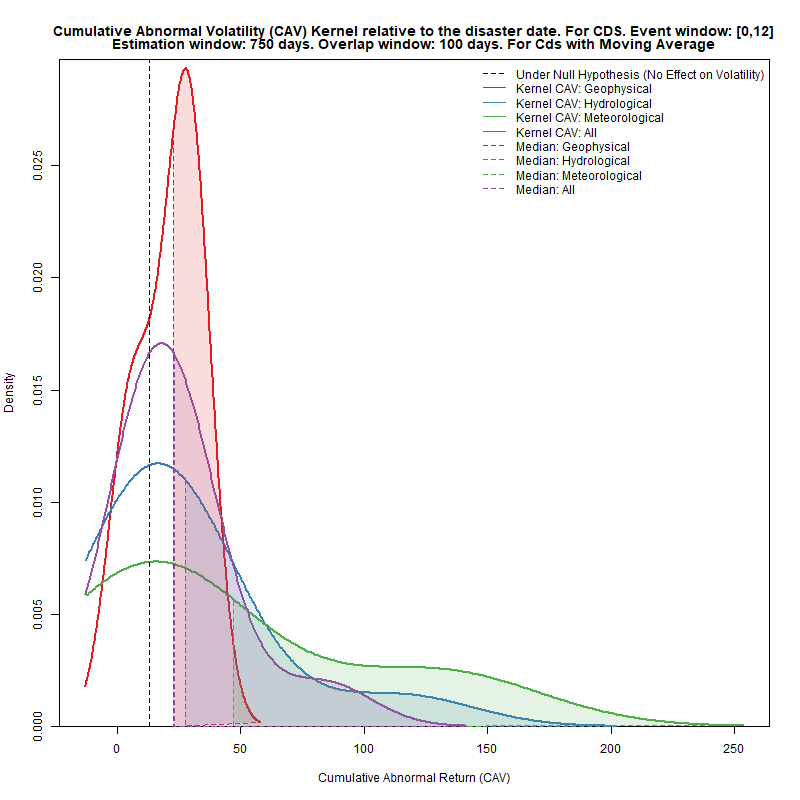 Cumulative Abnormal Volatility (CAV) Kernel relative to the disaster date. For CDS. Event window: [0,12]
Estimation window: 750 days. Overlap window: 100 days. For Cds with Moving Average
Under Null Hypothesis (No Effect on Volatility)
Kernel CAV: Geophysical
Kernel CAV: Hydrological
Kernel CAV: Meteorological
Kernel CAV: All
Median: Geophysical
Median: Hydrological
Median: Meteorological
Median: All
Density
0.025
0.020
0.015
0.010
0.005
0.000
0 50 100 150 200 250
Cumulative Abnormal Return (CAV)